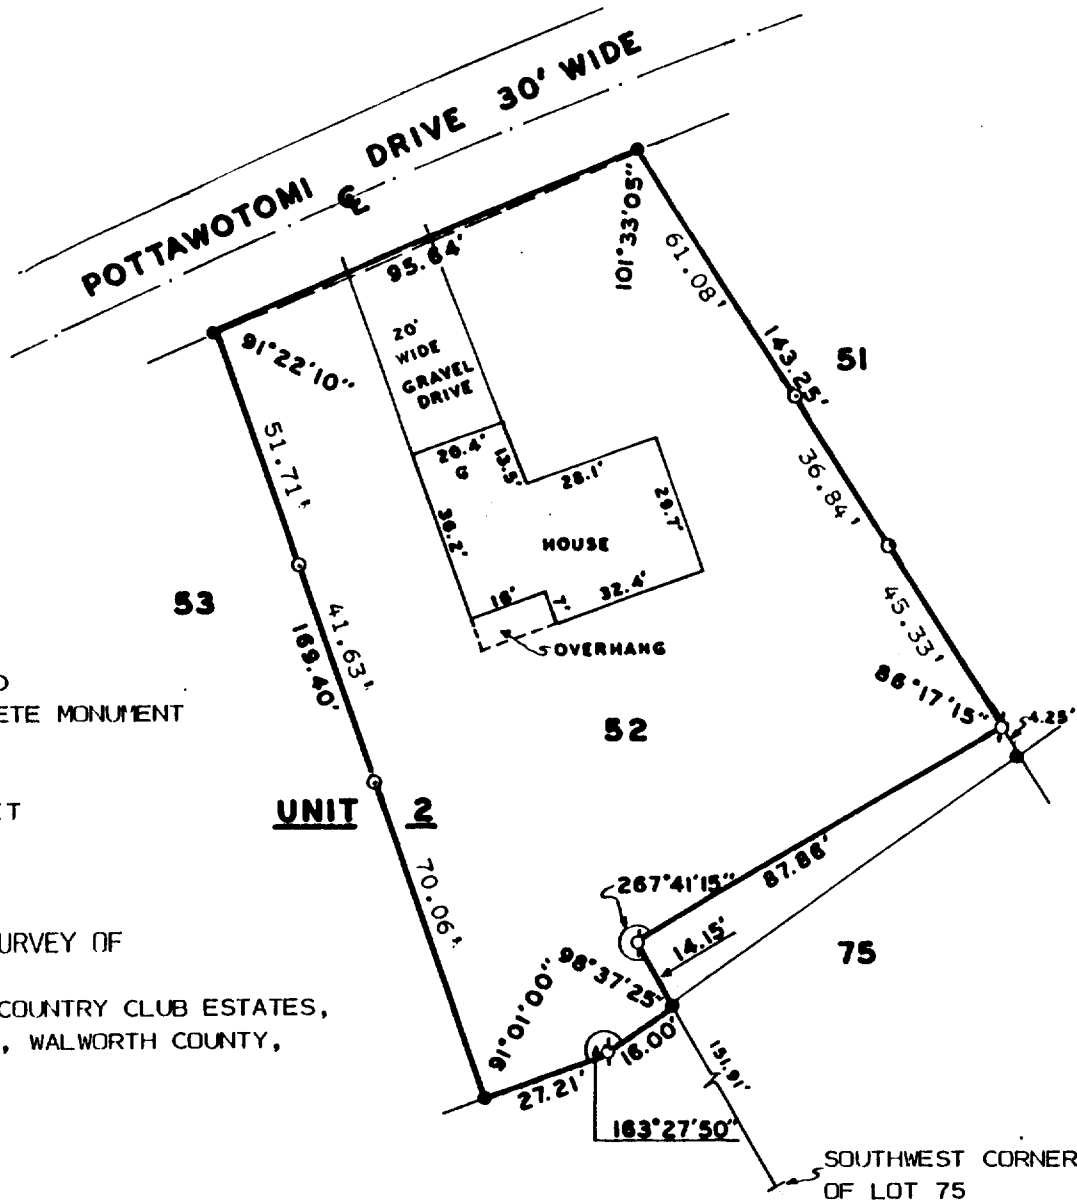 POTTAWOTOMI ℄ DRIVE 30' WIDE
95.64'
101°33'05"
91°22'10"
61.08'
143.25'
51
20'
WIDE
GRAVEL
DRIVE
20.4'
G
13.5'
28.1'
29.7'
36.2'
HOUSE
16'
7'
32.4'
OVERHANG
51.71'
53
41.63'
169.40'
36.84'
45.33'
86°17'15"
4.25'
52
ETE MONUMENT
UNIT 2
70.06'
87.86'
267°41'15"
14.15'
75
98°37'25"
URVEY OF
COUNTRY CLUB ESTATES,
, WALWORTH COUNTY,
91°01'00"
16.00'
27.21'
151.91'
163°27'50"
SOUTHWEST CORNER
OF LOT 75